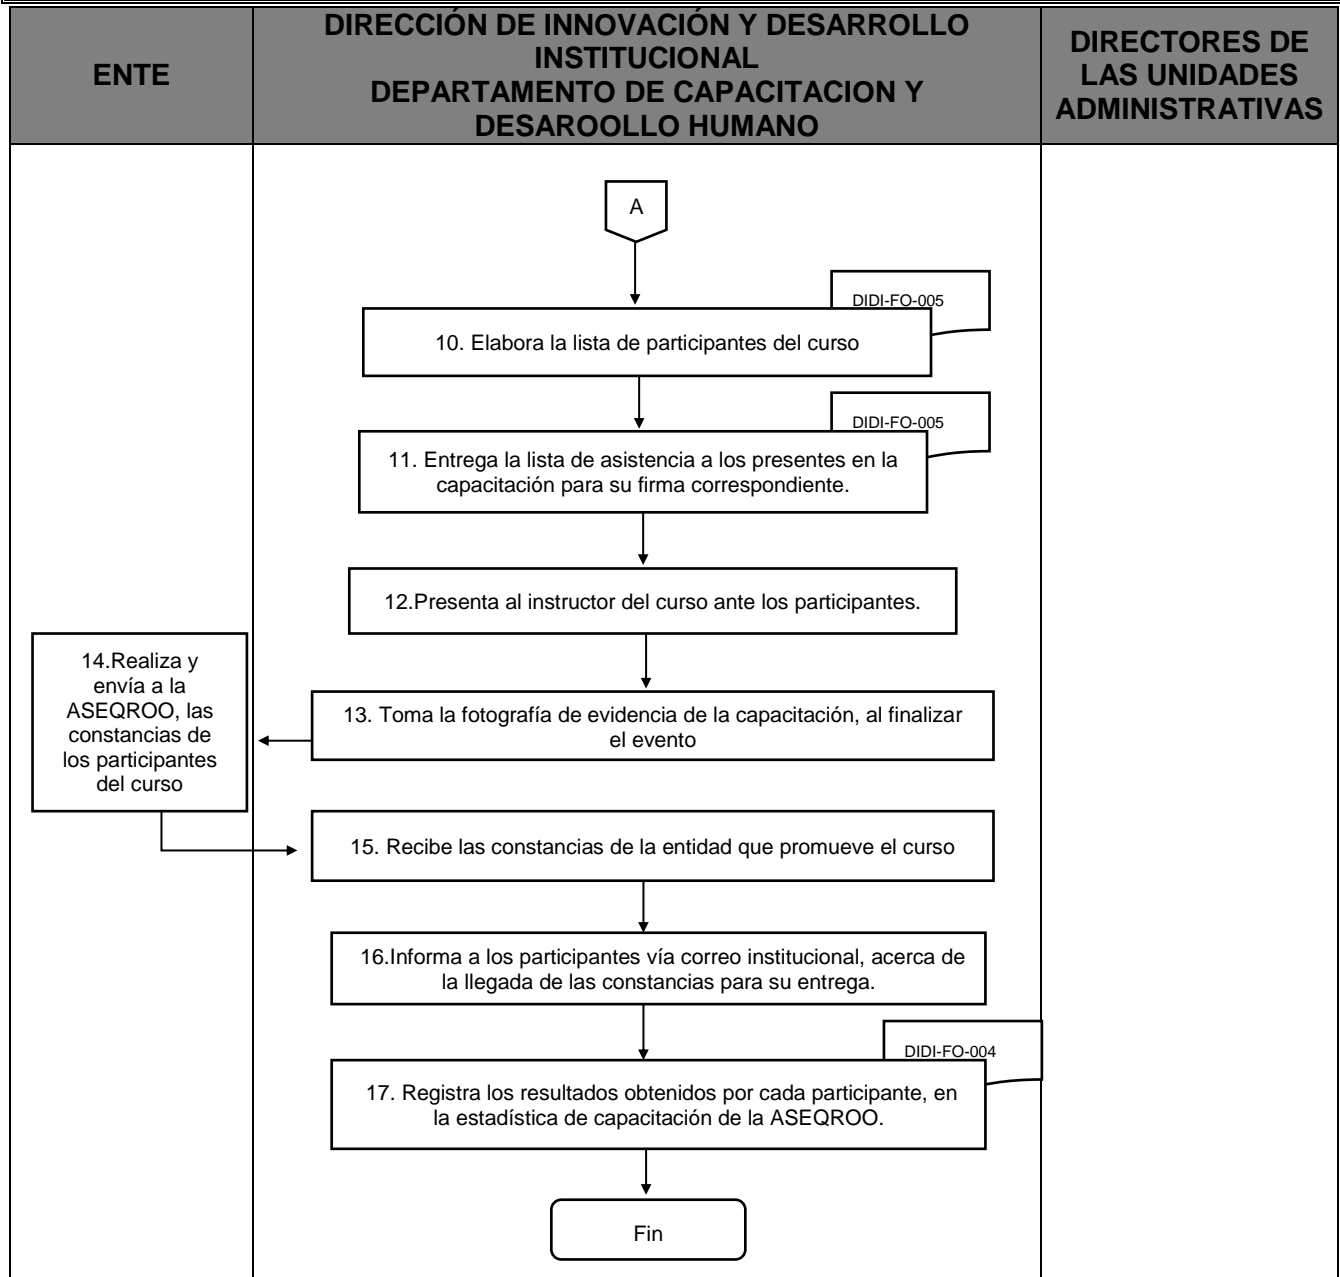 ENTE
DIRECCIÓN DE INNOVACIÓN Y DESARROLLO
INSTITUCIONAL
DEPARTAMENTO DE CAPACITACION Y
DESAROOLLO HUMANO
DIRECTORES DE
LAS UNIDADES
ADMINISTRATIVAS
A
DIDI-FO-005
10. Elabora la lista de participantes del curso
DIDI-FO-005
11. Entrega la lista de asistencia a los presentes en la
capacitación para su firma correspondiente.
12.Presenta al instructor del curso ante los participantes.
13. Toma la fotografía de evidencia de la capacitación, al finalizar
el evento
14.Realiza y
envía a la
ASEQROO, las
constancias de
los participantes
del curso
15. Recibe las constancias de la entidad que promueve el curso
16.Informa a los participantes vía correo institucional, acerca de
la llegada de las constancias para su entrega.
DIDI-FO-004
17. Registra los resultados obtenidos por cada participante, en
la estadística de capacitación de la ASEQROO.
Fin